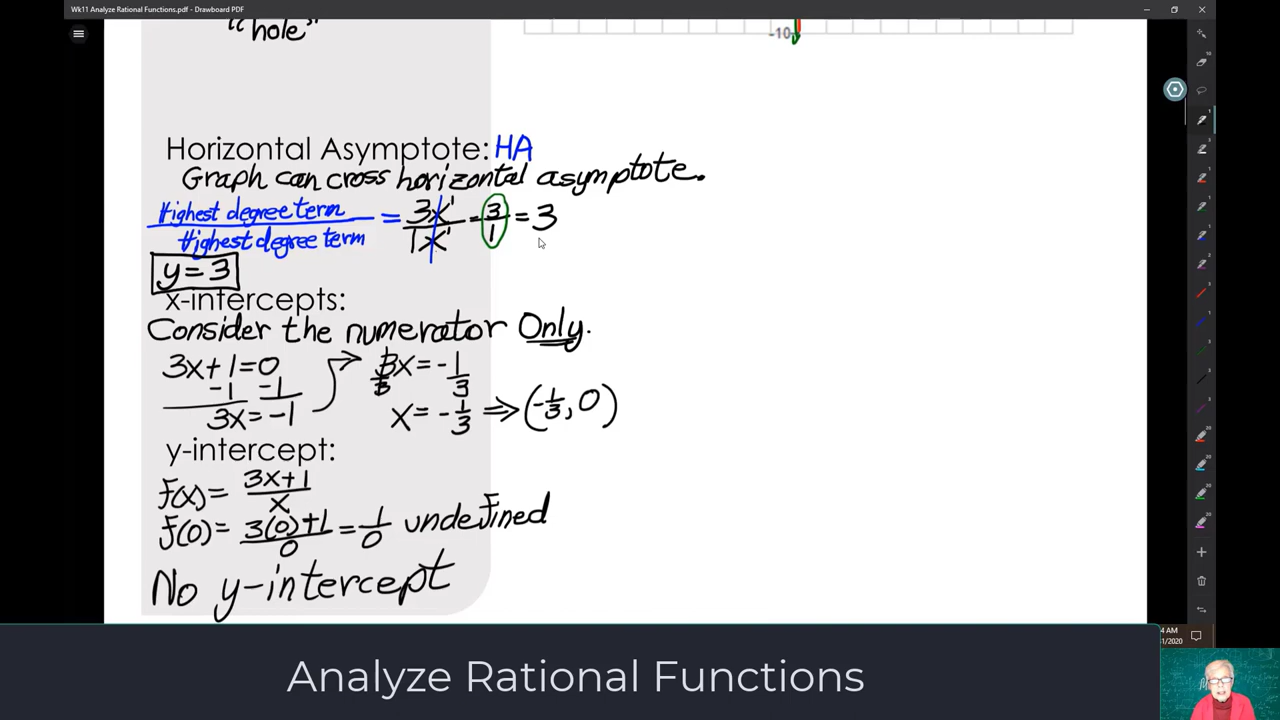 Wk11 Analyze Rational Functions.pdf - Drawboard PDF
"hole"
-10
Horizontal Asymptote: HA
Graph can cross horizontal asymptote.
Highest degree term / Highest degree term = 3x¹ / 1x¹ = 3/1 = 3
y = 3
x-intercepts:
Consider the numerator Only.
3x+1=0
-1 -1
3x = -1
3x/3 = -1/3
x = -1/3 ⇒ (-1/3, 0)
y-intercept:
f(x) = 3x+1 / x
f(0) = 3(0)+1 / 0 = 1/0 undefined
No y-intercept
Analyze Rational Functions